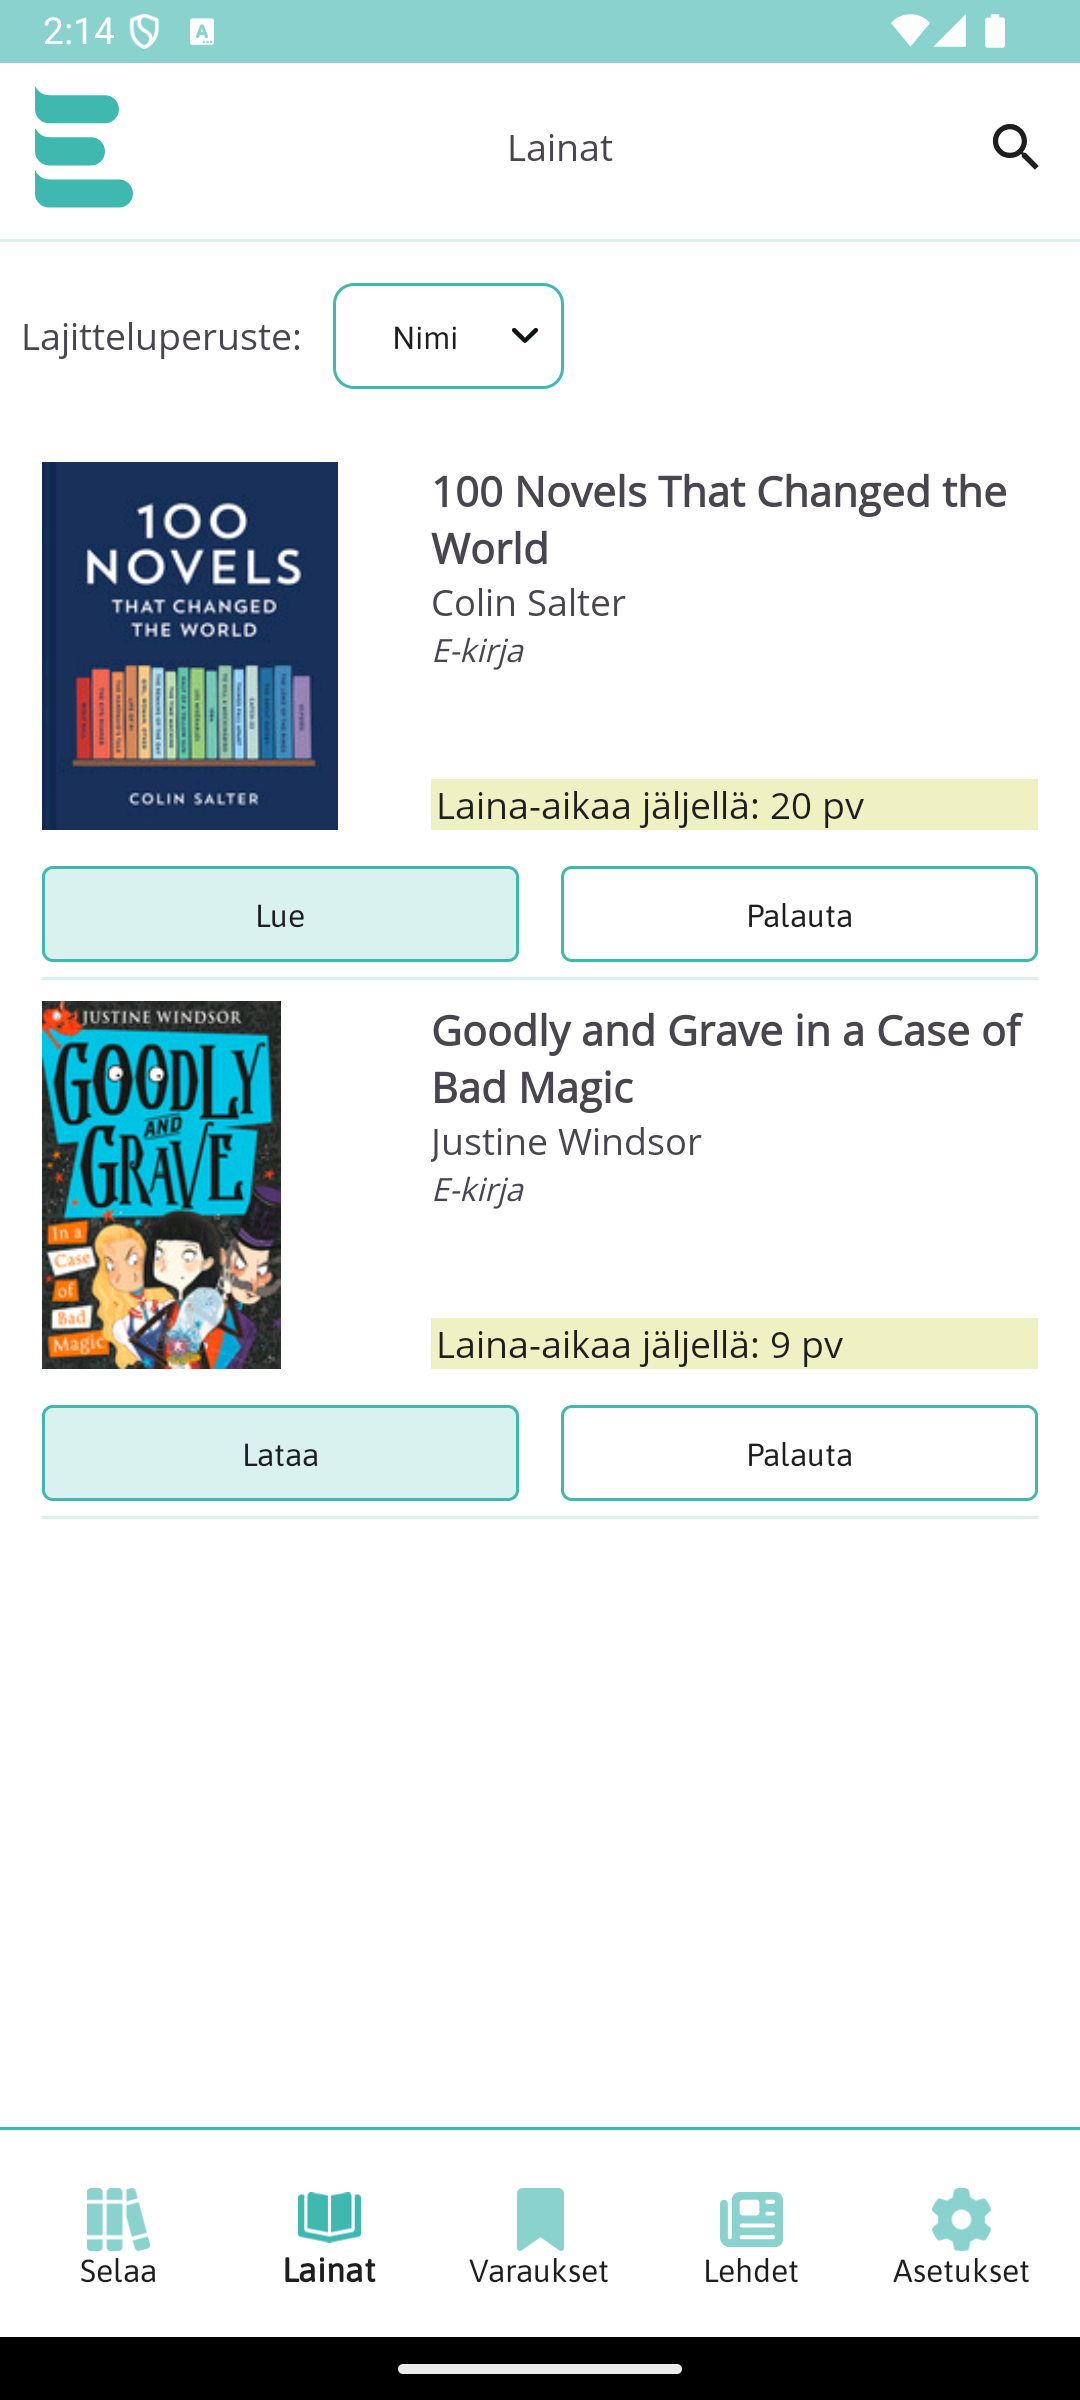 2:14
Lainat
Lajitteluperuste:
Nimi
100
NOVELS
THAT CHANGED
THE WORLD
COLIN SALTER
100 Novels That Changed the
World
Colin Salter
E-kirja
Laina-aikaa jäljellä: 20 pv
Lue
Palauta
JUSTINE WINDSOR
GOODLY
AND
GRAVE
In a
Case
of
Bad
Magic
Goodly and Grave in a Case of
Bad Magic
Justine Windsor
E-kirja
Laina-aikaa jäljellä: 9 pv
Lataa
Palauta
Selaa
Lainat
Varaukset
Lehdet
Asetukset